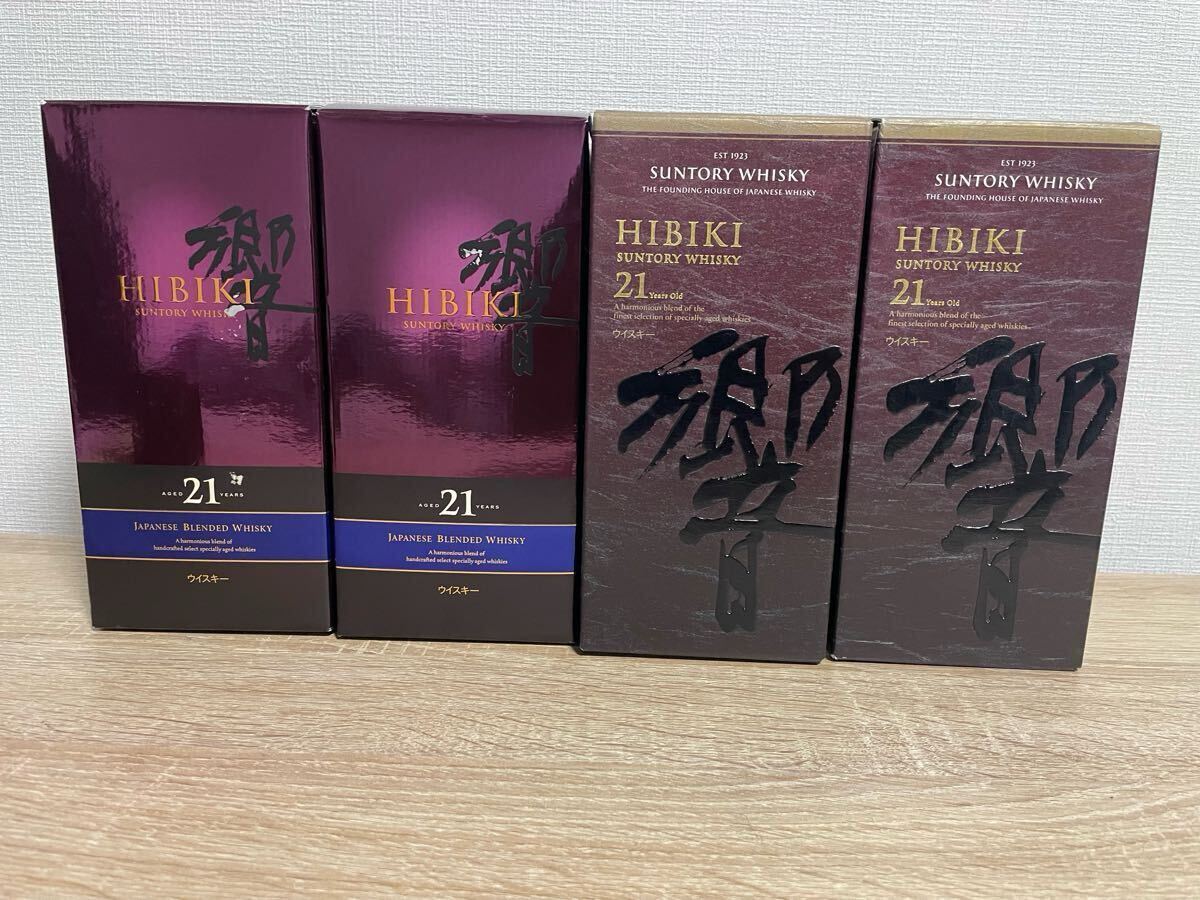 響
HIBIKI
SUNTORY WHISK
AGED 21 YEARS
JAPANESE BLENDED WHISKY
A harmonious blend of
handcrafted select specially aged whiskies
ウイスキー
響
HIBIKI
SUNTORY WHISKY
AGED 21 YEARS
JAPANESE BLENDED WHISKY
A harmonious blend of
handcrafted select specially aged whiskies
ウイスキー
EST 1923
SUNTORY WHISKY
THE FOUNDING HOUSE OF JAPANESE WHISKY
HIBIKI
SUNTORY WHISKY
21 Years Old
A harmonious blend of the
finest selection of specially aged whiskies
ウイスキー
響
EST 1923
SUNTORY WHISKY
THE FOUNDING HOUSE OF JAPANESE WHISKY
HIBIKI
SUNTORY WHISKY
21 Years Old
A harmonious blend of the
finest selection of specially aged whiskies
ウイスキー
響